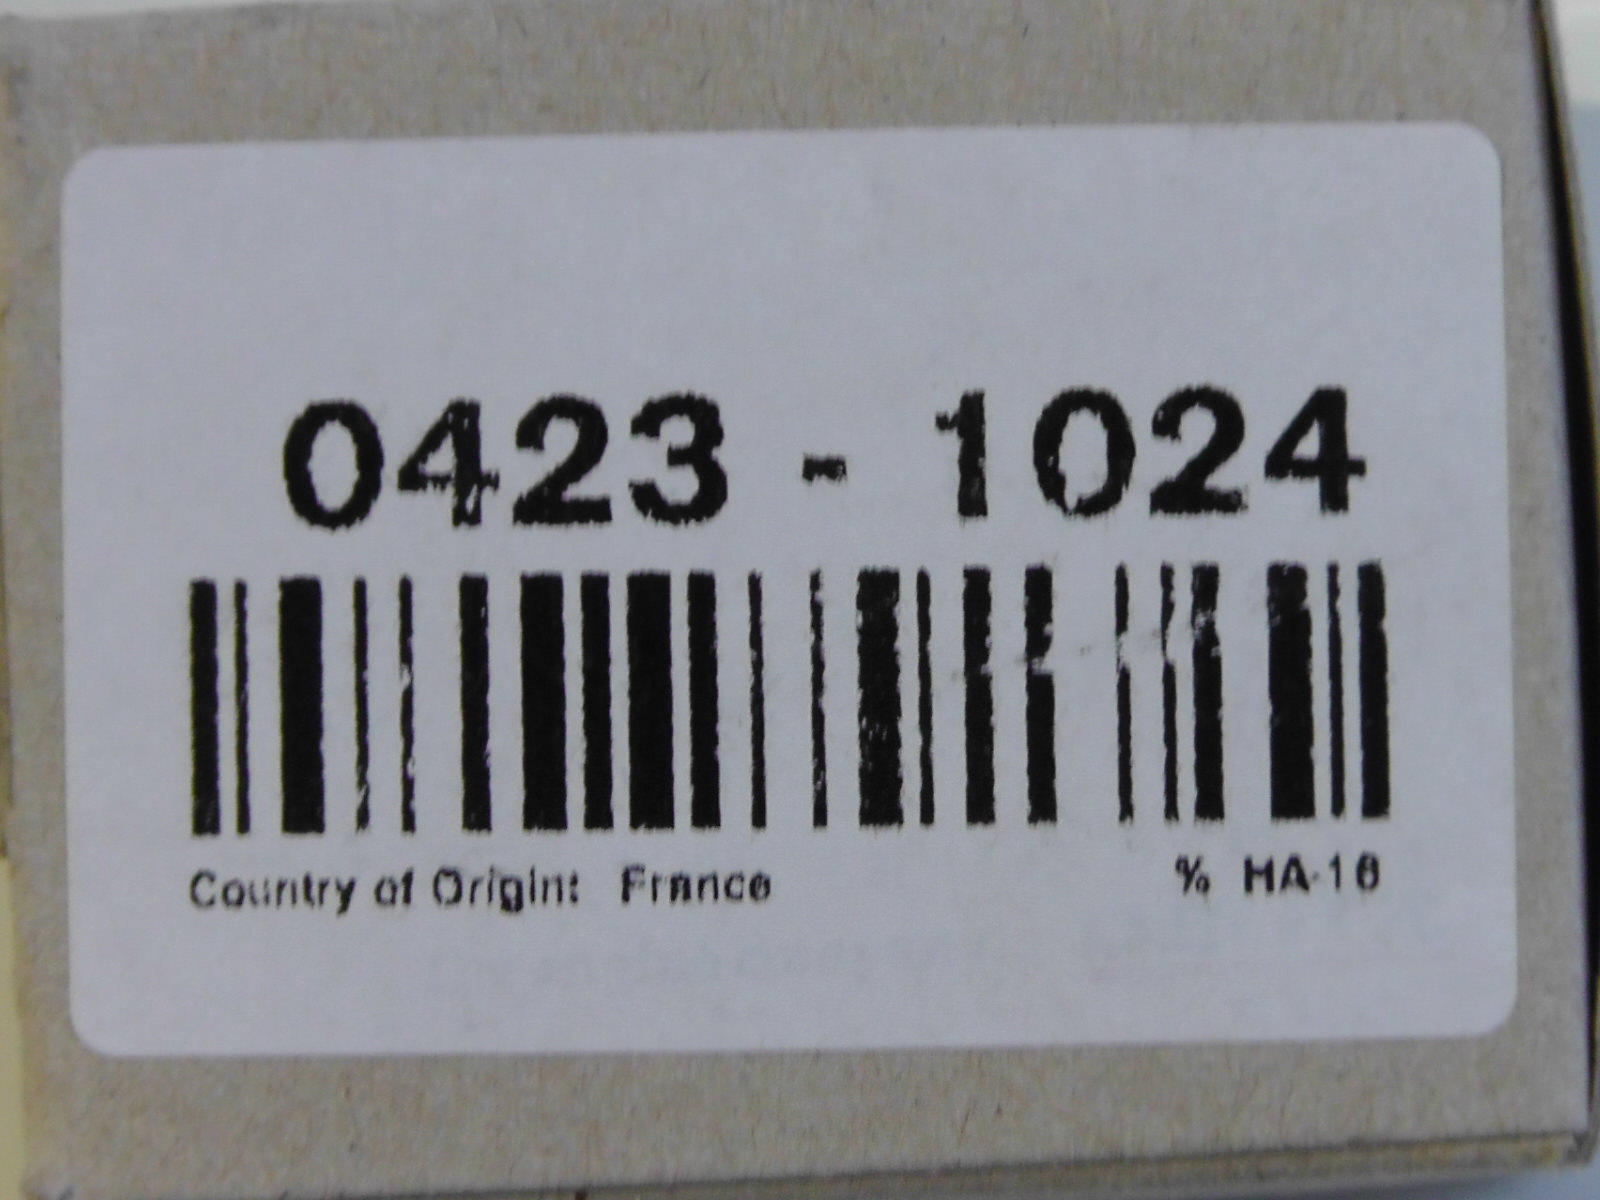 0423 - 1024
Country of Origin: France
% HA-16